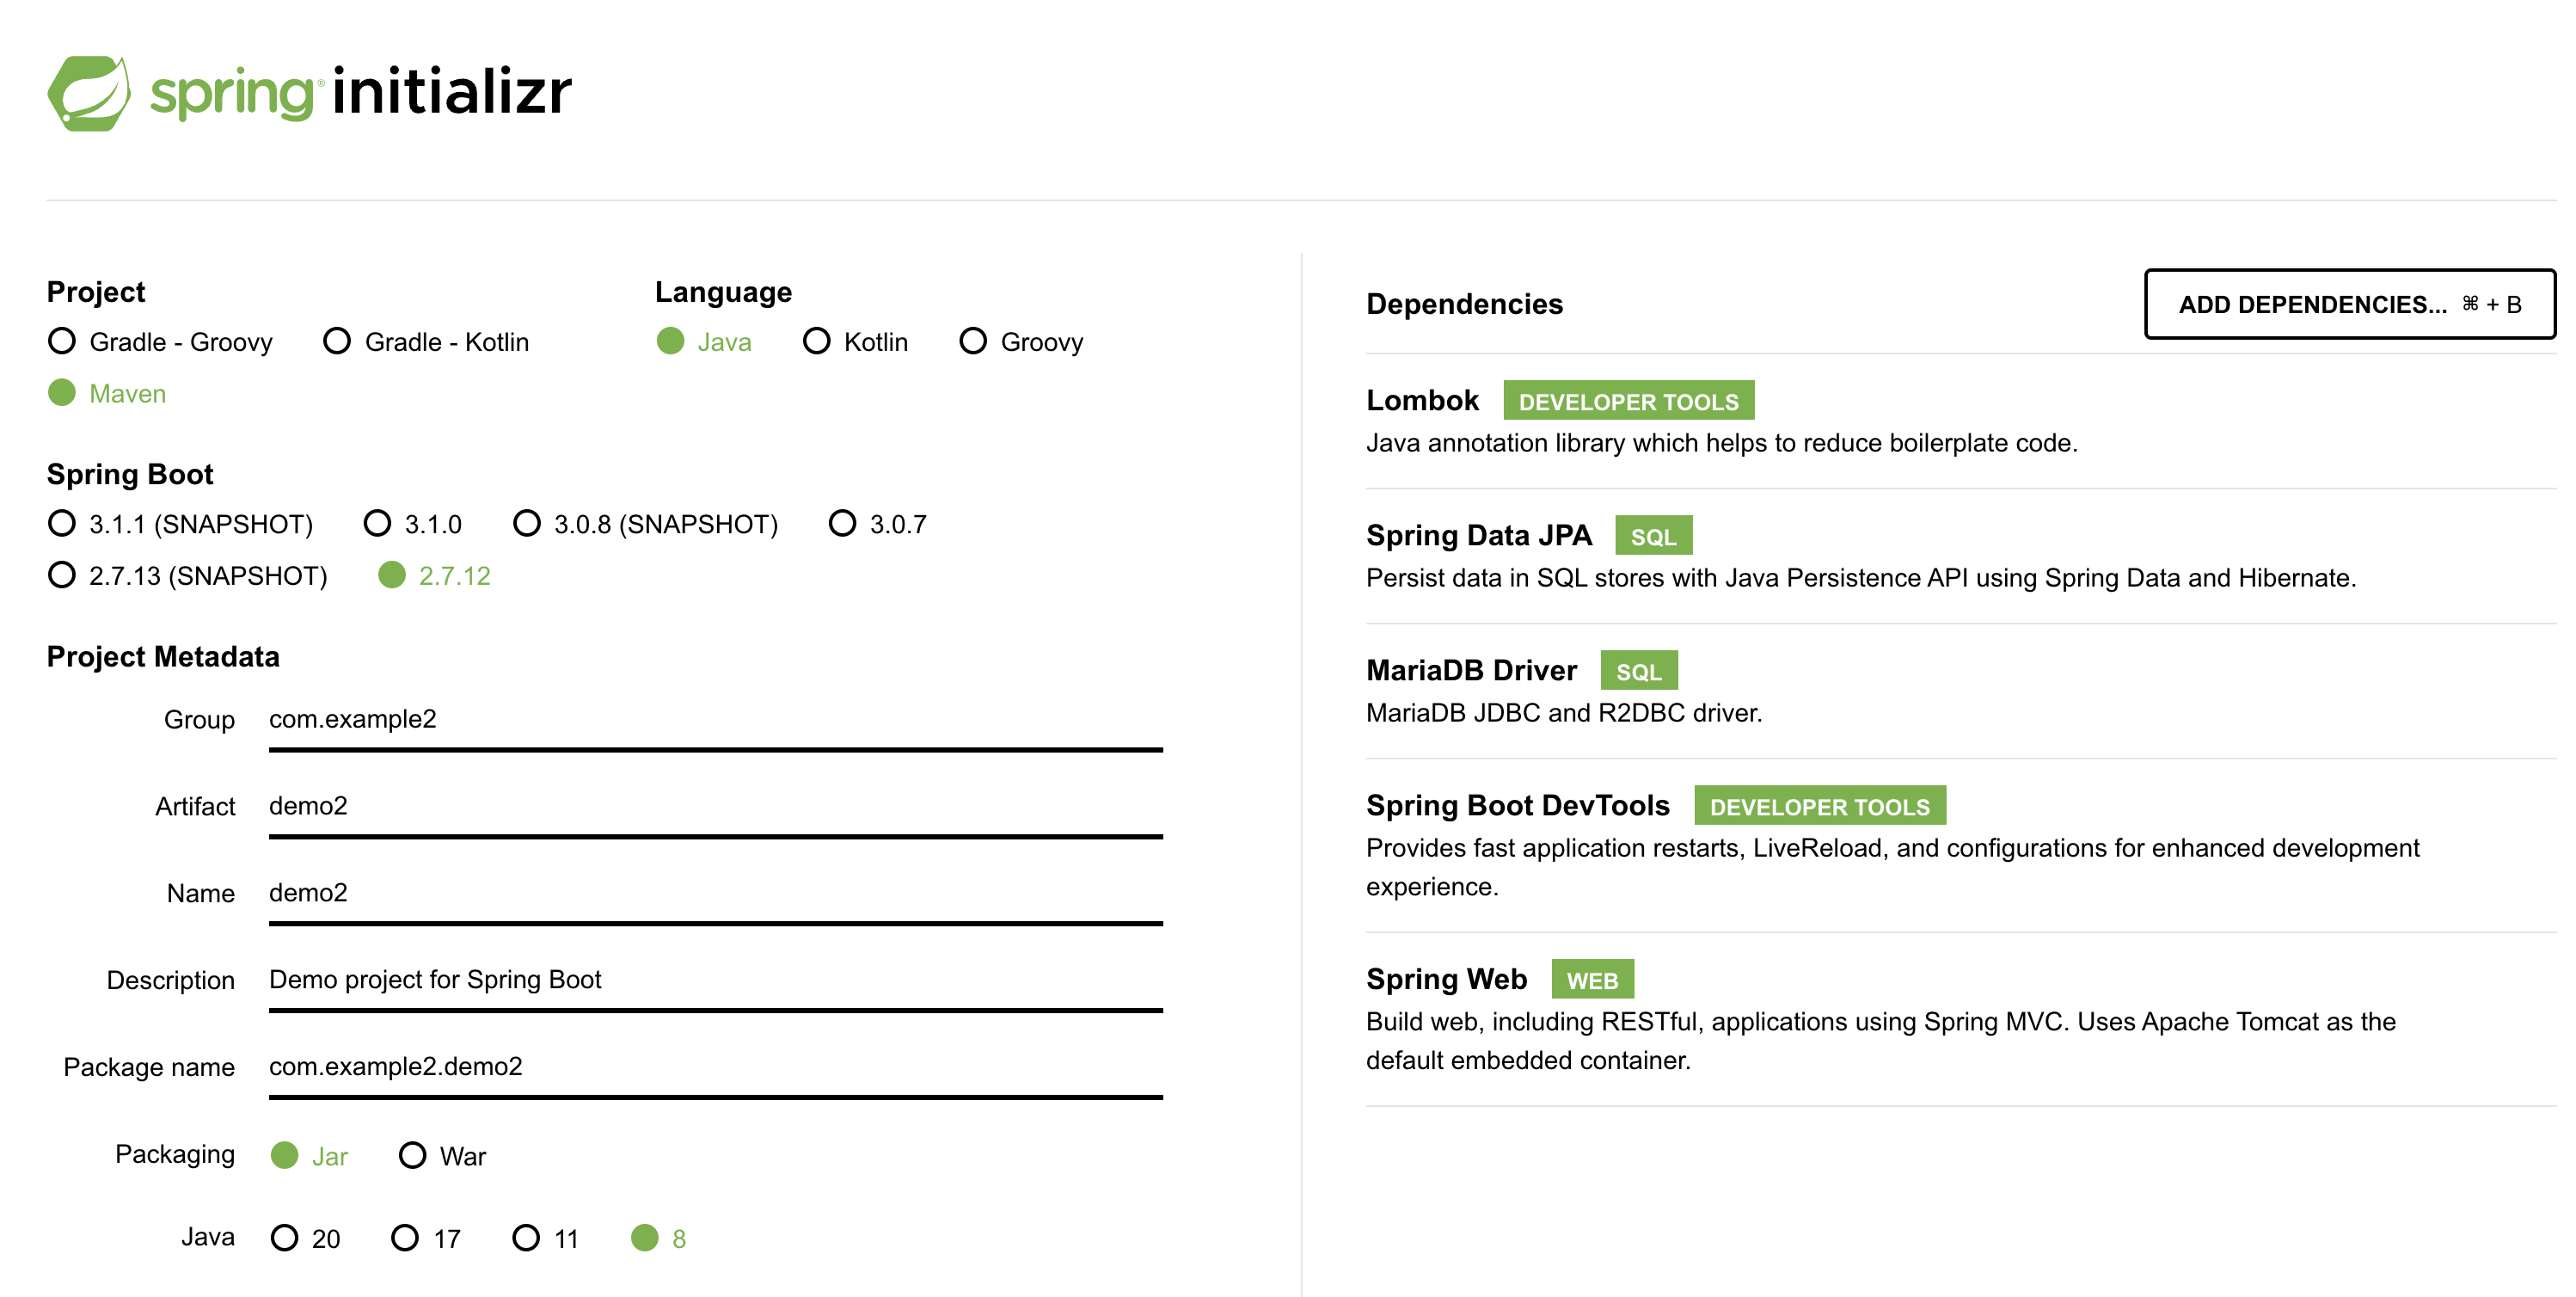 spring® initializr
Project
Gradle - Groovy Gradle - Kotlin
Maven
Language
Java Kotlin Groovy
Spring Boot
3.1.1 (SNAPSHOT) 3.1.0 3.0.8 (SNAPSHOT) 3.0.7
2.7.13 (SNAPSHOT) 2.7.12
Project Metadata
Group com.example2
Artifact demo2
Name demo2
Description Demo project for Spring Boot
Package name com.example2.demo2
Packaging Jar War
Java 20 17 11 8
Dependencies ADD DEPENDENCIES... ⌘ + B
Lombok DEVELOPER TOOLS
Java annotation library which helps to reduce boilerplate code.
Spring Data JPA SQL
Persist data in SQL stores with Java Persistence API using Spring Data and Hibernate.
MariaDB Driver SQL
MariaDB JDBC and R2DBC driver.
Spring Boot DevTools DEVELOPER TOOLS
Provides fast application restarts, LiveReload, and configurations for enhanced development
experience.
Spring Web WEB
Build web, including RESTful, applications using Spring MVC. Uses Apache Tomcat as the
default embedded container.